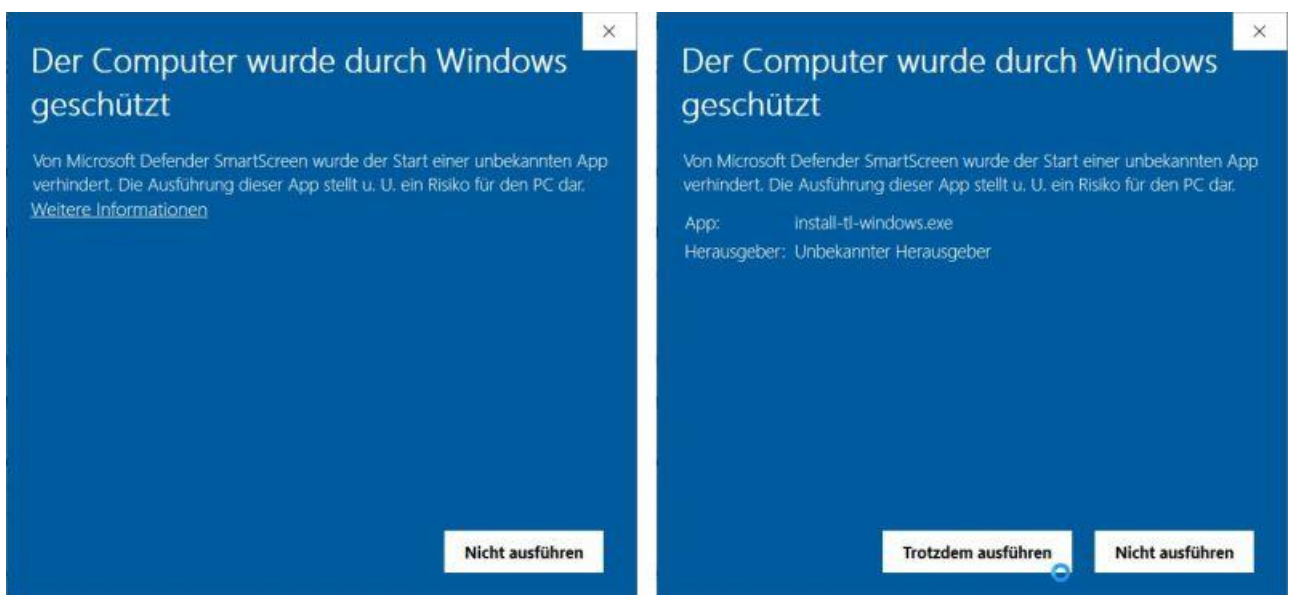 Der Computer wurde durch Windows
geschützt
Von Microsoft Defender SmartScreen wurde der Start einer unbekannten App
verhindert. Die Ausführung dieser App stellt u. U. ein Risiko für den PC dar.
Weitere Informationen
Nicht ausführen
Der Computer wurde durch Windows
geschützt
Von Microsoft Defender SmartScreen wurde der Start einer unbekannten App
verhindert. Die Ausführung dieser App stellt u. U. ein Risiko für den PC dar.
App: install-tl-windows.exe
Herausgeber: Unbekannter Herausgeber
Trotzdem ausführen Nicht ausführen